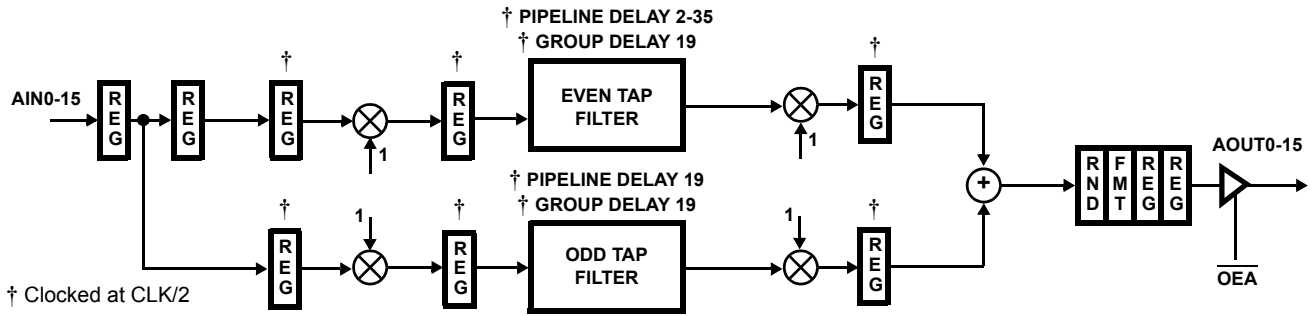 † PIPELINE DELAY 2-35
† GROUP DELAY 19
†
†
†
AIN0-15
REG
REG
REG
1
REG
EVEN TAP
FILTER
1
REG
AOUT0-15
† PIPELINE DELAY 19
† GROUP DELAY 19
+
RND
FMT
REG
REG
†
1
†
1
†
REG
REG
ODD TAP
FILTER
REG
OEA
† Clocked at CLK/2